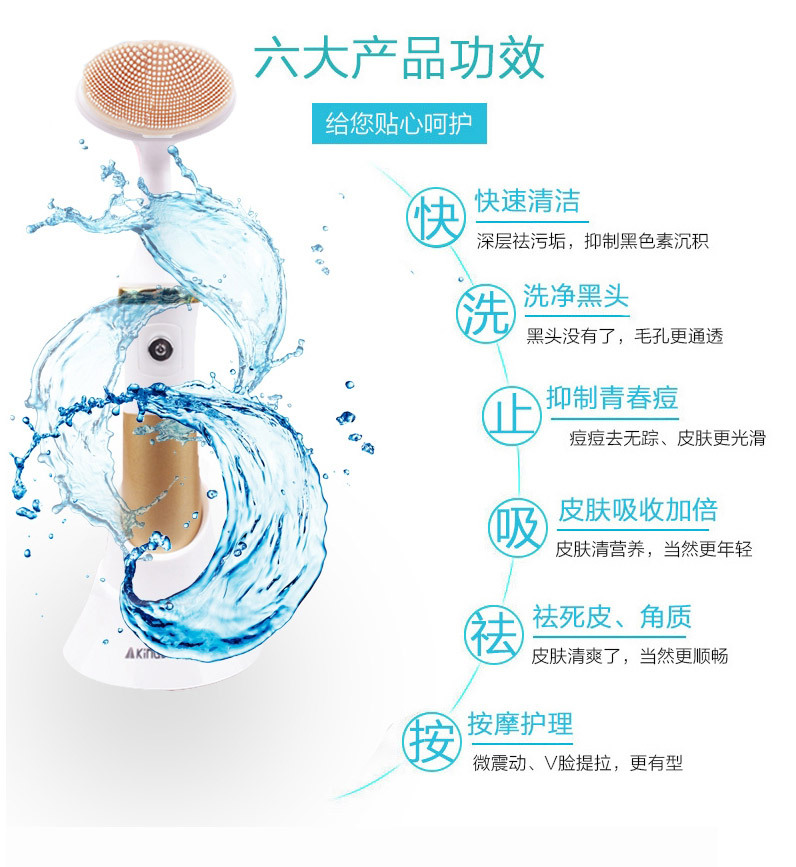 六大产品功效
给您贴心呵护
快
快速清洁
深层祛污垢，抑制黑色素沉积
洗
洗净黑头
黑头没有了，毛孔更通透
止
抑制青春痘
痘痘去无踪、皮肤更光滑
吸
皮肤吸收加倍
皮肤清营养，当然更年轻
祛
祛死皮、角质
皮肤清爽了，当然更顺畅
按
按摩护理
微震动、V脸提拉，更有型